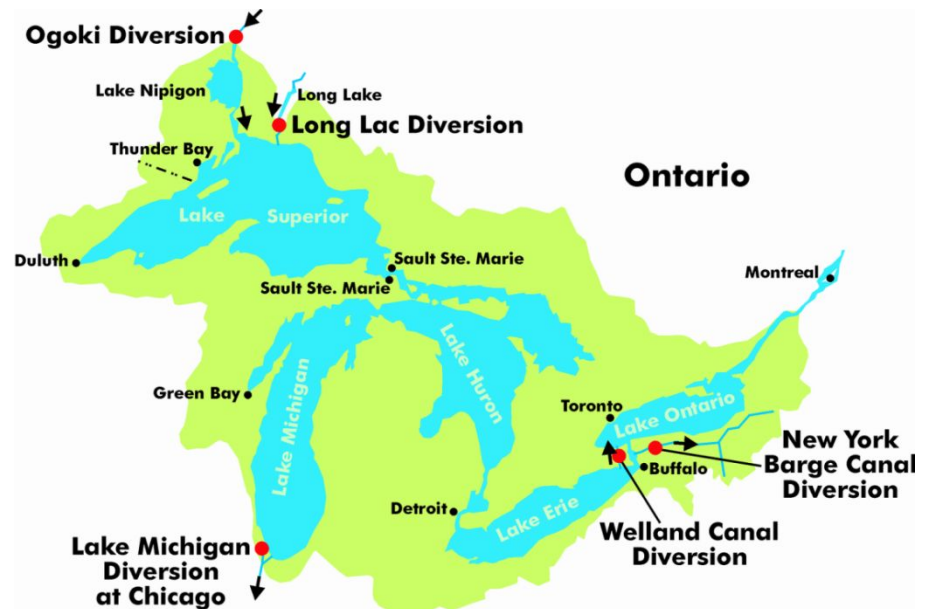 Ogoki Diversion
Lake Nipigon
Long Lake
Long Lac Diversion
Thunder Bay
Ontario
Lake Superior
Duluth
Sault Ste. Marie
Sault Ste. Marie
Montreal
Green Bay
Lake Michigan
Lake Huron
Toronto
Lake Ontario
New York
Barge Canal
Diversion
Buffalo
Detroit
Lake Erie
Welland Canal
Diversion
Lake Michigan
Diversion
at Chicago